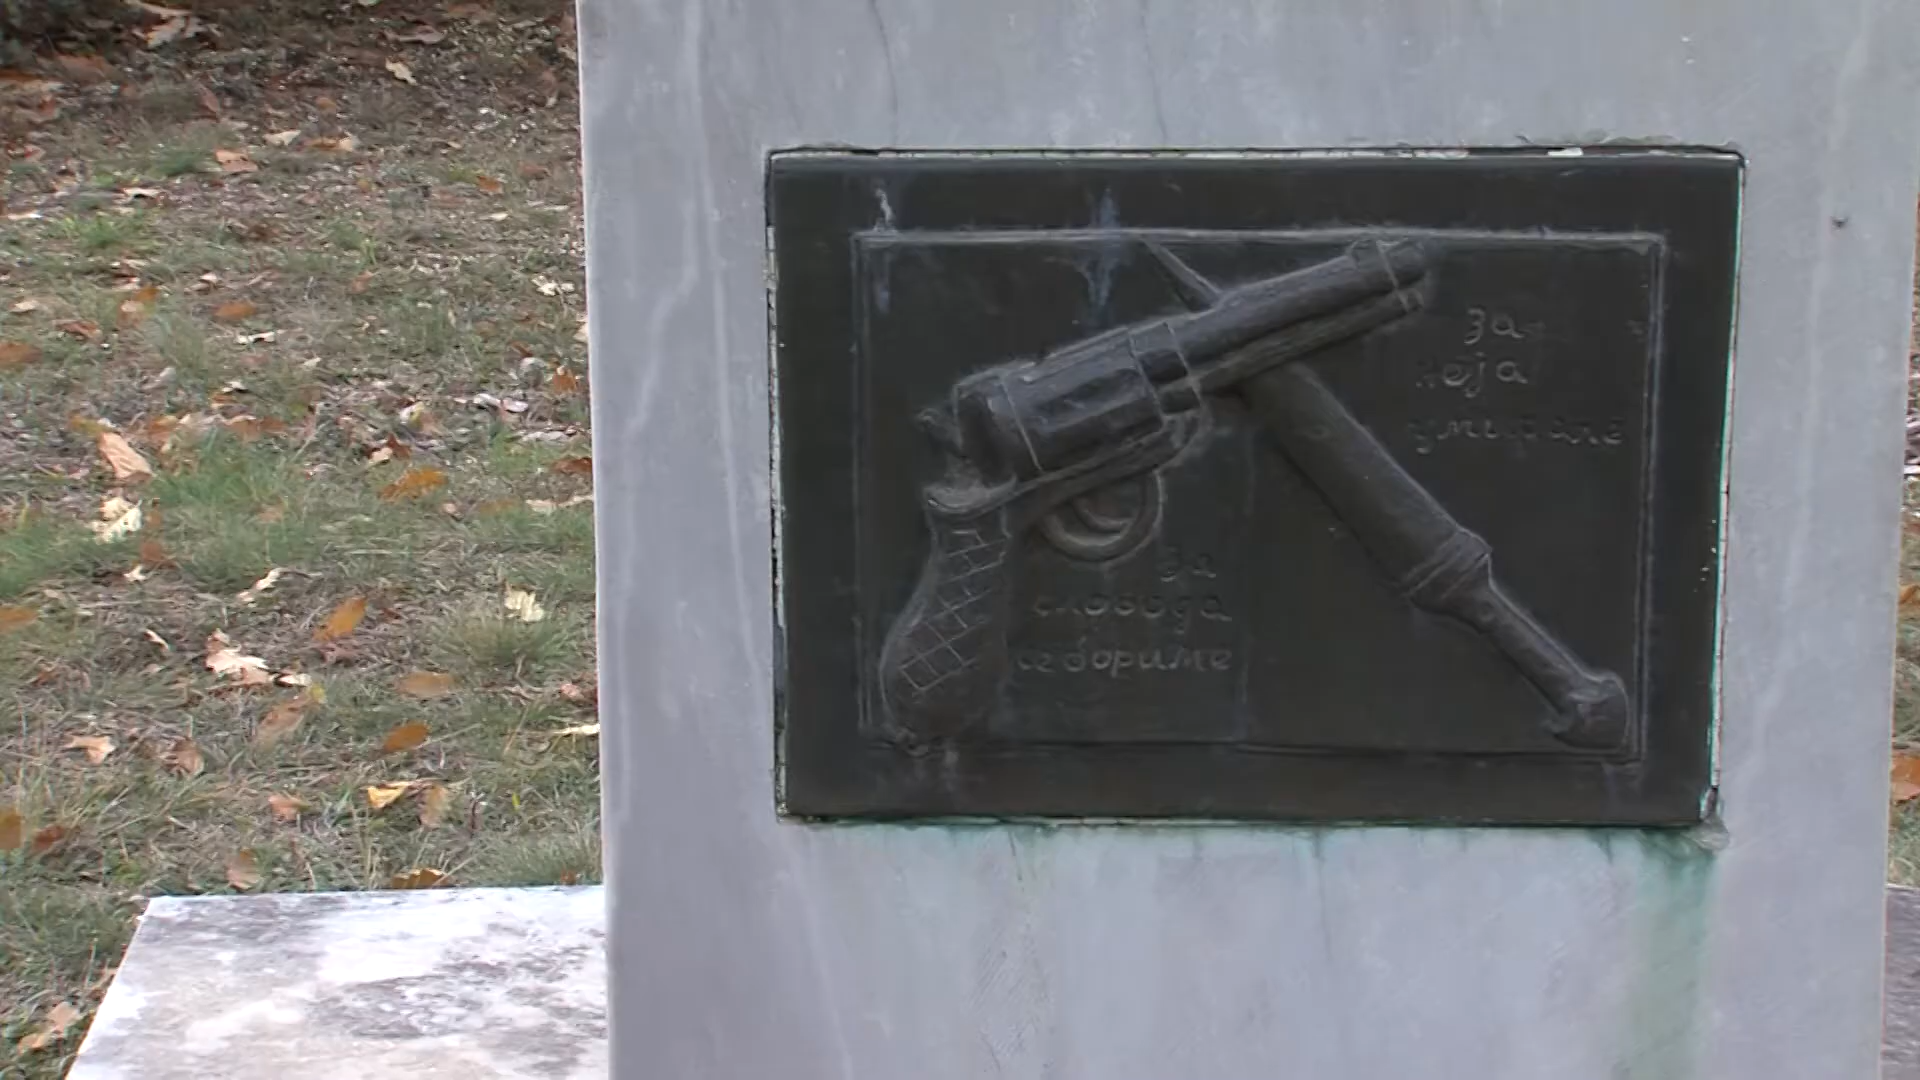 За
неја
умираме
За
слобода
се бориме